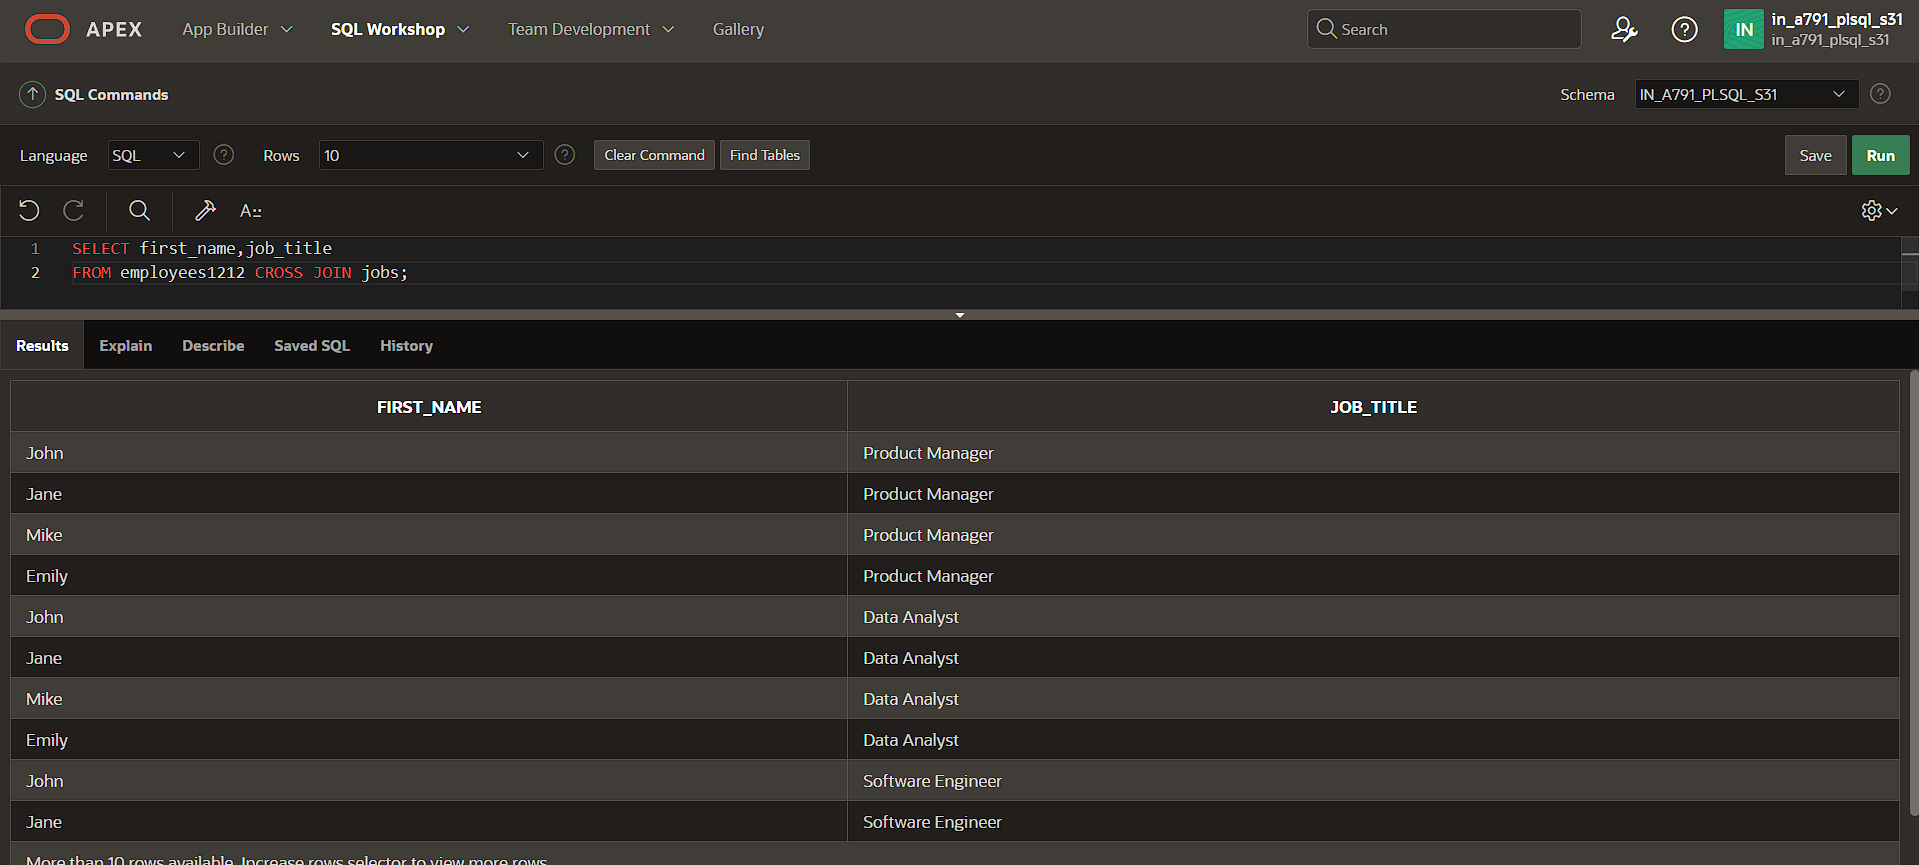 APEX App Builder SQL Workshop Team Development Gallery Search IN in_a791_plsql_s31
in_a791_plsql_s31
SQL Commands Schema IN_A791_PLSQL_S31
Language SQL Rows 10 Clear Command Find Tables Save Run
A::
1 SELECT first_name,job_title
2 FROM employees1212 CROSS JOIN jobs;
Results Explain Describe Saved SQL History
FIRST_NAME JOB_TITLE
John Product Manager
Jane Product Manager
Mike Product Manager
Emily Product Manager
John Data Analyst
Jane Data Analyst
Mike Data Analyst
Emily Data Analyst
John Software Engineer
Jane Software Engineer
More than 10 rows available. Increase rows selector to view more rows.